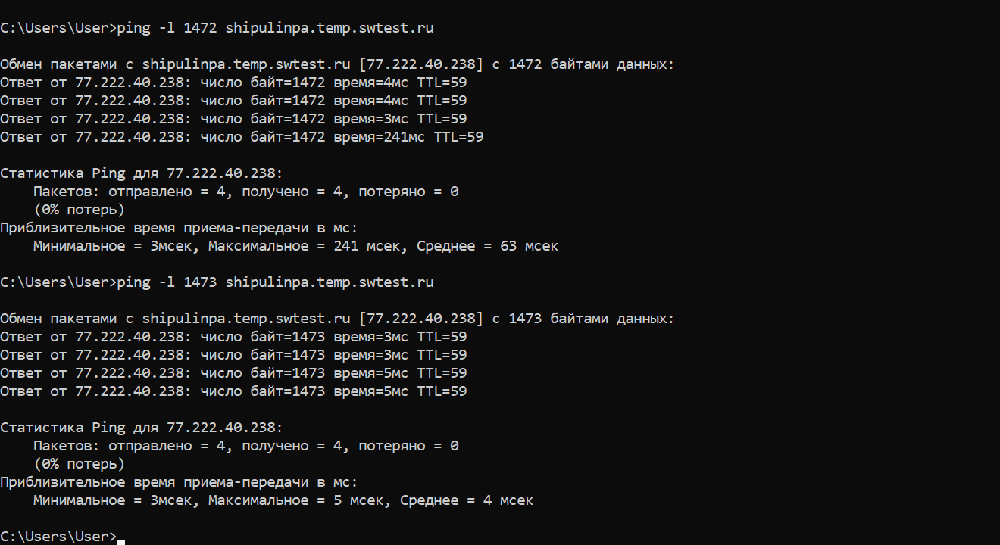 C:\Users\User>ping -l 1472 shipulinpa.temp.swtest.ru
Обмен пакетами с shipulinpa.temp.swtest.ru [77.222.40.238] с 1472 байтами данных:
Ответ от 77.222.40.238: число байт=1472 время=4мс TTL=59
Ответ от 77.222.40.238: число байт=1472 время=4мс TTL=59
Ответ от 77.222.40.238: число байт=1472 время=3мс TTL=59
Ответ от 77.222.40.238: число байт=1472 время=241мс TTL=59
Статистика Ping для 77.222.40.238:
Пакетов: отправлено = 4, получено = 4, потеряно = 0
(0% потерь)
Приблизительное время приема-передачи в мс:
Минимальное = 3мсек, Максимальное = 241 мсек, Среднее = 63 мсек
C:\Users\User>ping -l 1473 shipulinpa.temp.swtest.ru
Обмен пакетами с shipulinpa.temp.swtest.ru [77.222.40.238] с 1473 байтами данных:
Ответ от 77.222.40.238: число байт=1473 время=3мс TTL=59
Ответ от 77.222.40.238: число байт=1473 время=3мс TTL=59
Ответ от 77.222.40.238: число байт=1473 время=5мс TTL=59
Ответ от 77.222.40.238: число байт=1473 время=5мс TTL=59
Статистика Ping для 77.222.40.238:
Пакетов: отправлено = 4, получено = 4, потеряно = 0
(0% потерь)
Приблизительное время приема-передачи в мс:
Минимальное = 3мсек, Максимальное = 5 мсек, Среднее = 4 мсек
C:\Users\User>